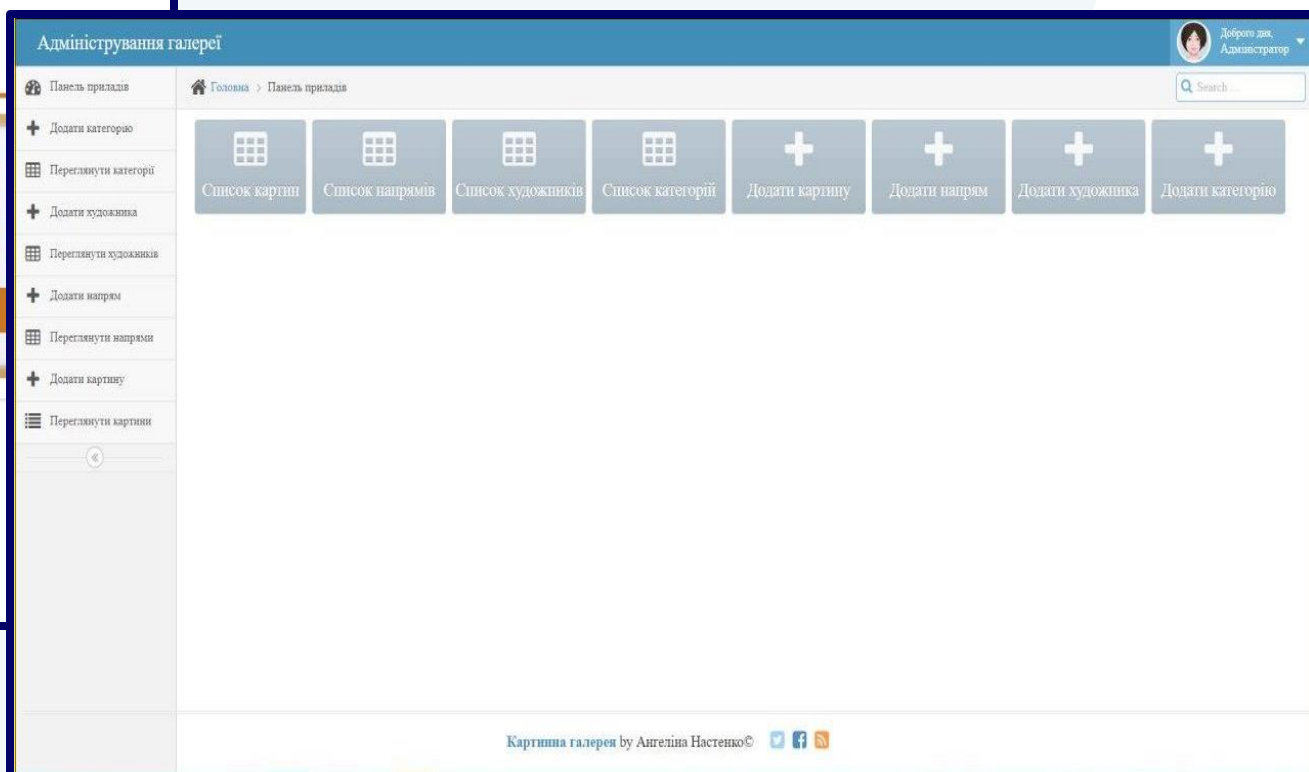 Адміністрування галереї
Доброго дня,
Адміністратор
Панель приладів
Головна > Панель приладів
Search ...
Додати категорію
Переглянути категорії
Додати художника
Переглянути художників
Додати напрям
Переглянути напрями
Додати картину
Переглянути картини
Список картин
Список напрямів
Список художників
Список категорій
Додати картину
Додати напрям
Додати художника
Додати категорію
Картинна галерея by Ангеліна Настенко©